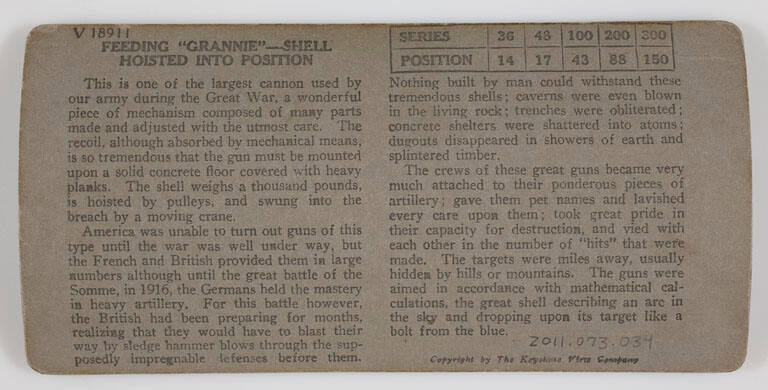 V 18911
FEEDING "GRANNIE"—SHELL
HOISTED INTO POSITION
This is one of the largest cannon used by
our army during the Great War, a wonderful
piece of mechanism composed of many parts
made and adjusted with the utmost care. The
recoil, although absorbed by mechanical means,
is so tremendous that the gun must be mounted
upon a solid concrete floor covered with heavy
planks. The shell weighs a thousand pounds,
is hoisted by pulleys, and swung into the
breach by a moving crane.
America was unable to turn out guns of this
type until the war was well under way, but
the French and British provided them in large
numbers although until the great battle of the
Somme, in 1916, the Germans held the mastery
in heavy artillery. For this battle however,
the British had been preparing for months,
realizing that they would have to blast their
way by sledge hammer blows through the sup-
posedly impregnable defenses before them.
SERIES 36 48 100 200 300
POSITION 14 17 43 88 150
Nothing built by man could withstand these
tremendous shells; caverns were even blown
in the living rock; trenches were obliterated;
concrete shelters were shattered into atoms;
dugouts disappeared in showers of earth and
splintered timber.
The crews of these great guns became very
much attached to their ponderous pieces of
artillery; gave them pet names and lavished
every care upon them; took great pride in
their capacity for destruction, and vied with
each other in the number of "hits" that were
made. The targets were miles away, usually
hidden by hills or mountains. The guns were
aimed in accordance with mathematical cal-
culations, the great shell describing an arc in
the sky and dropping upon its target like a
bolt from the blue.
2011.073.034
Copyright by The Keystone View Company